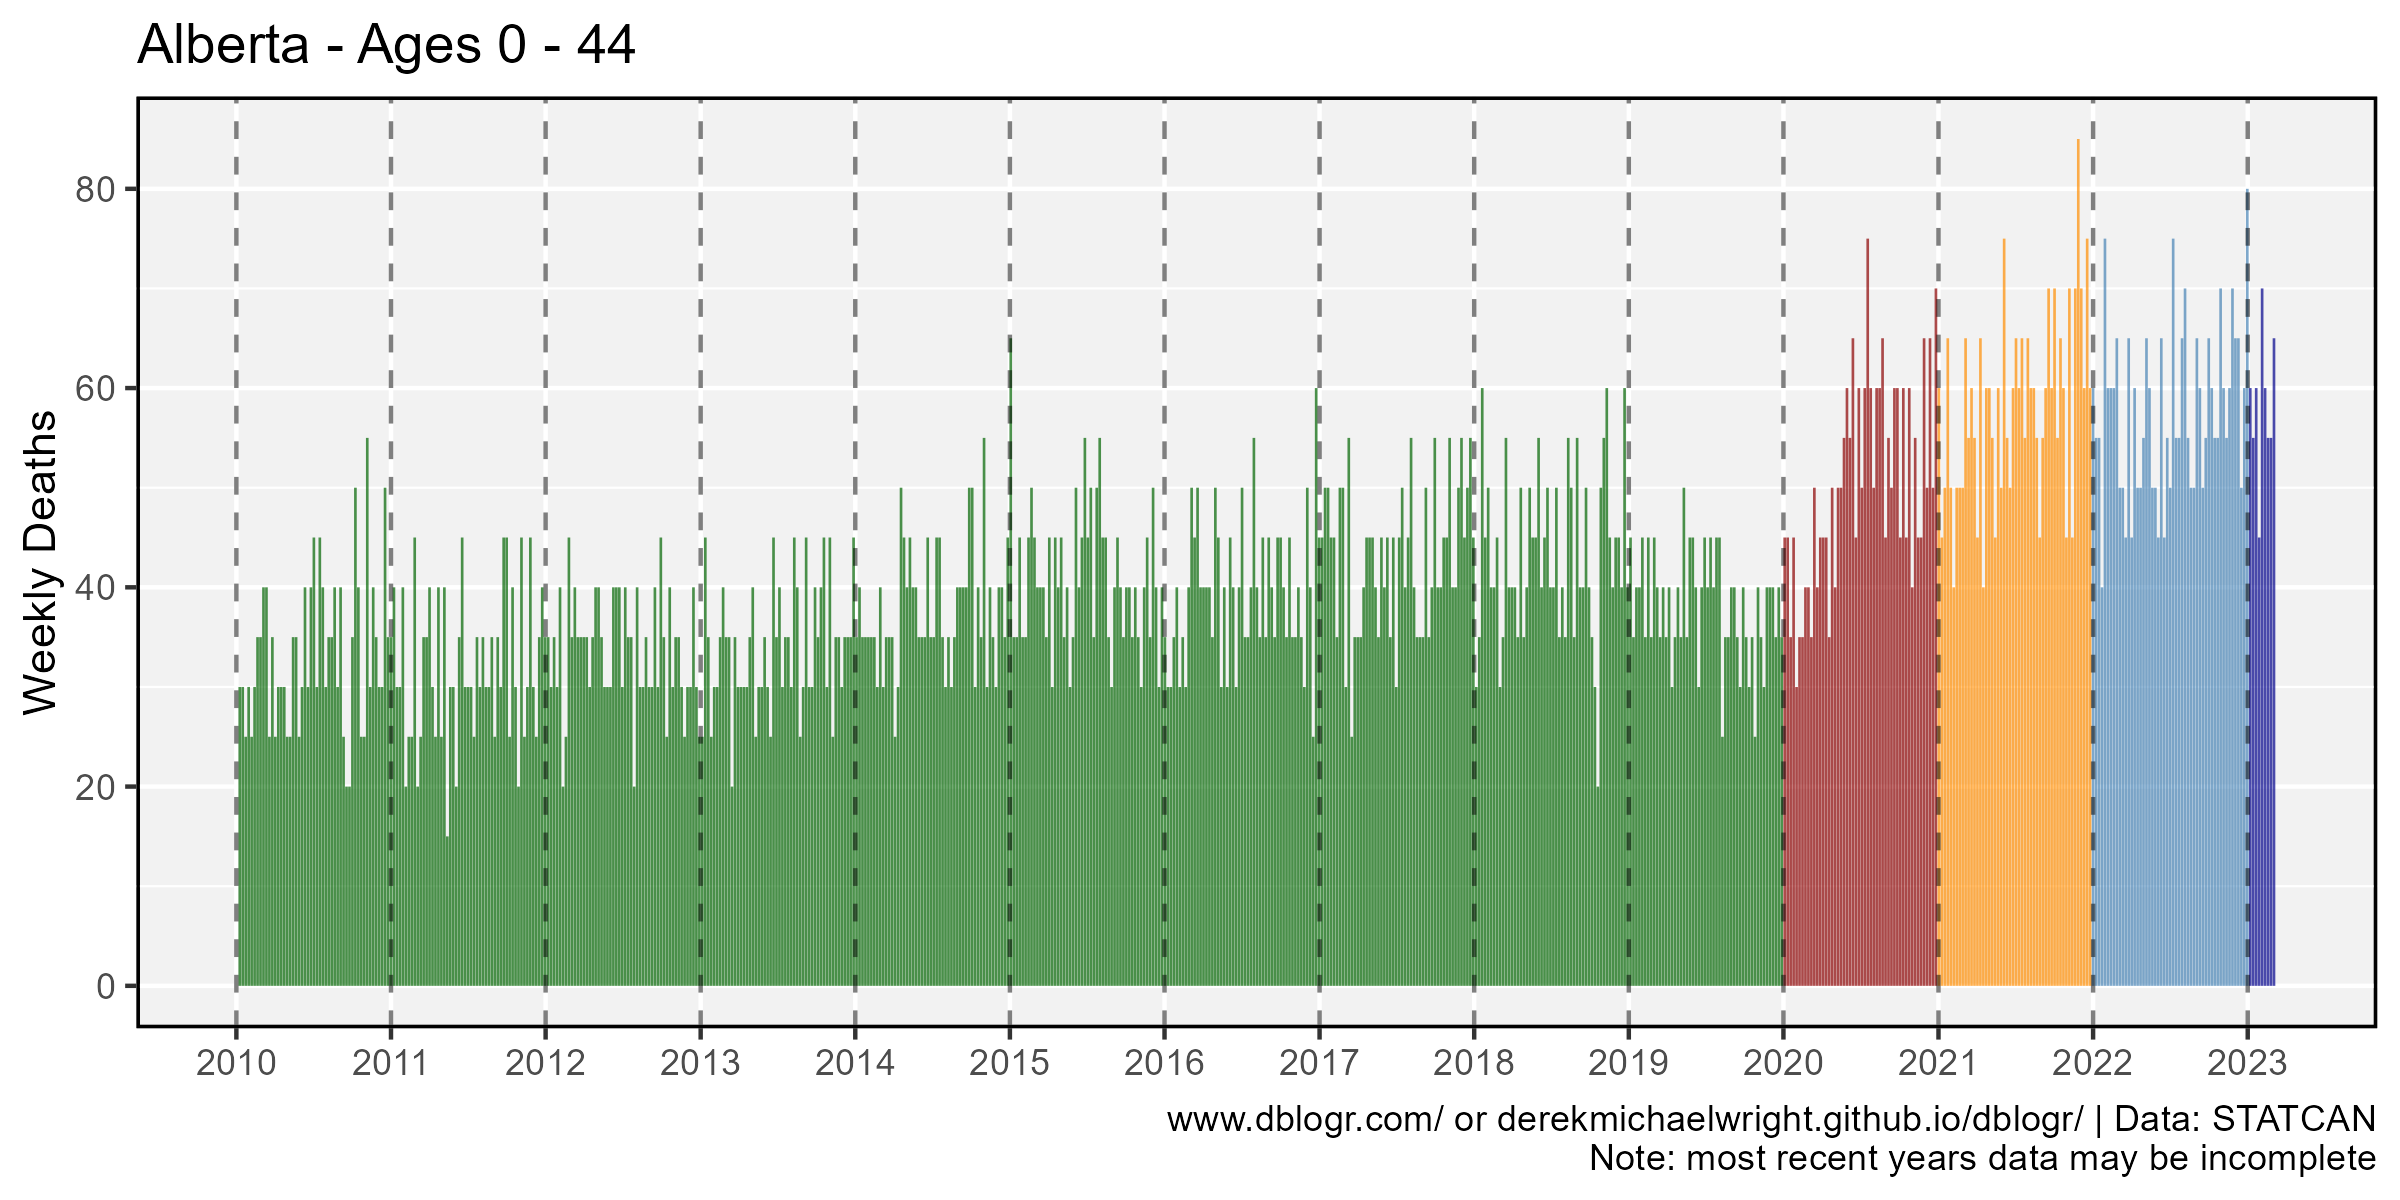 Alberta - Ages 0 - 44
Weekly Deaths
80
60
40
20
0
2010 2011 2012 2013 2014 2015 2016 2017 2018 2019 2020 2021 2022 2023
www.dblogr.com/ or derekmichaelwright.github.io/dblogr/ | Data: STATCAN
Note: most recent years data may be incomplete